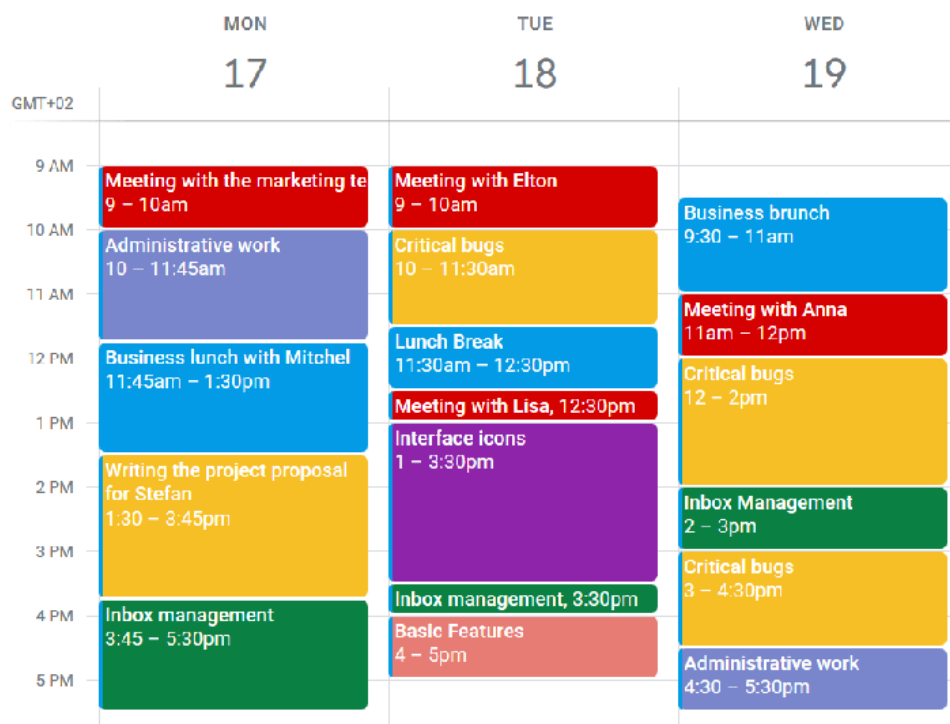 MON
17
TUE
18
WED
19
GMT+02
9 AM
10 AM
11 AM
12 PM
1 PM
2 PM
3 PM
4 PM
5 PM
Meeting with the marketing te
9 – 10am
Administrative work
10 – 11:45am
Business lunch with Mitchel
11:45am – 1:30pm
Writing the project proposal
for Stefan
1:30 – 3:45pm
Inbox management
3:45 – 5:30pm
Meeting with Elton
9 – 10am
Critical bugs
10 – 11:30am
Lunch Break
11:30am – 12:30pm
Meeting with Lisa, 12:30pm
Interface icons
1 – 3:30pm
Inbox management, 3:30pm
Basic Features
4 – 5pm
Business brunch
9:30 – 11am
Meeting with Anna
11am – 12pm
Critical bugs
12 – 2pm
Inbox Management
2 – 3pm
Critical bugs
3 – 4:30pm
Administrative work
4:30 – 5:30pm